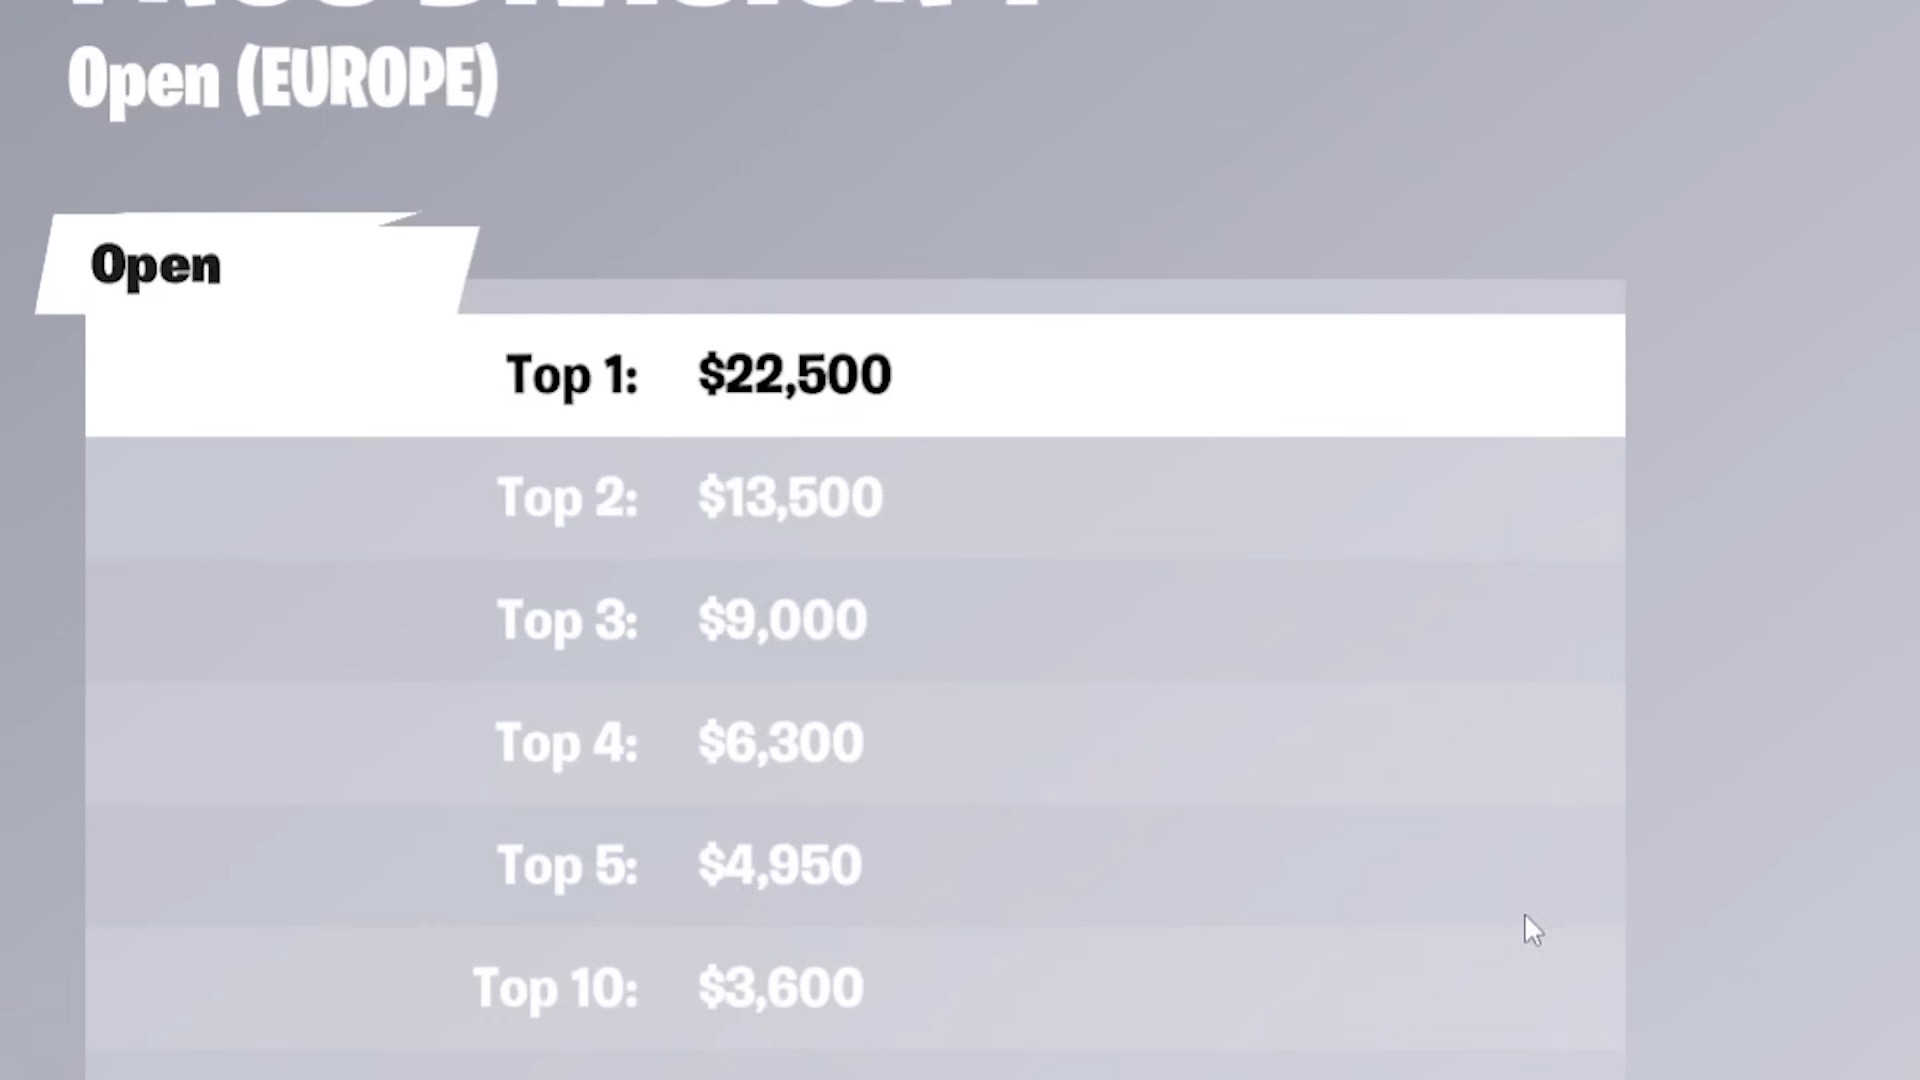 Open (EUROPE)
Open
Top 1: $22,500
Top 2: $13,500
Top 3: $9,000
Top 4: $6,300
Top 5: $4,950
Top 10: $3,600